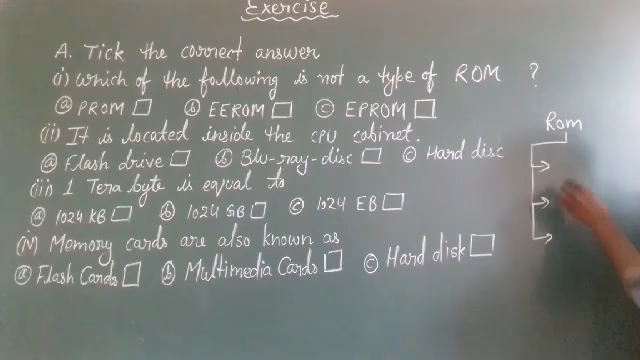 Exercise
A. Tick the correct answer
(i) Which of the following is not a type of ROM ?
(a) PROM (b) EEROM (c) EPROM
(ii) It is located inside the CPU cabinet.
(a) Flash drive (b) Blu-ray-disc (c) Hard disc
(iii) 1 Tera byte is equal to
(a) 1024 KB (b) 1024 GB (c) 1024 EB
(iv) Memory cards are also known as
(a) Flash Cards (b) Multimedia Cards (c) Hard disk
Rom